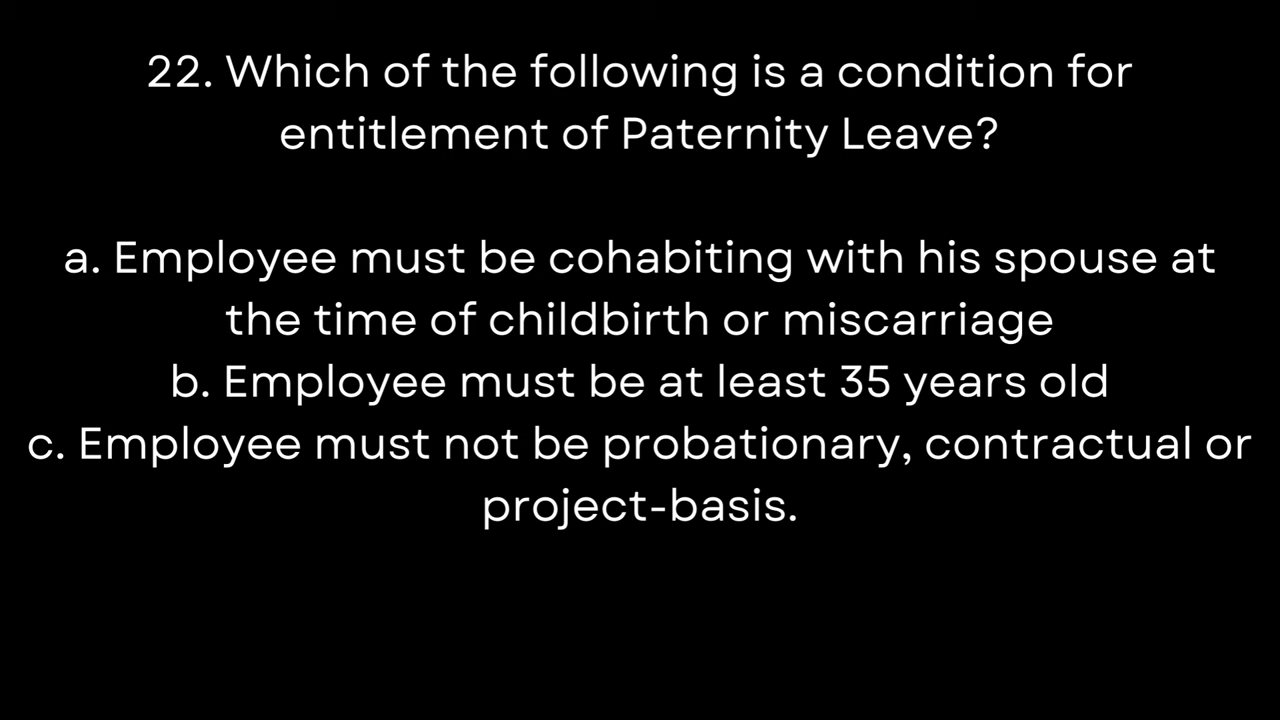 22. Which of the following is a condition for
entitlement of Paternity Leave?
a. Employee must be cohabiting with his spouse at
the time of childbirth or miscarriage
b. Employee must be at least 35 years old
c. Employee must not be probationary, contractual or
project-basis.